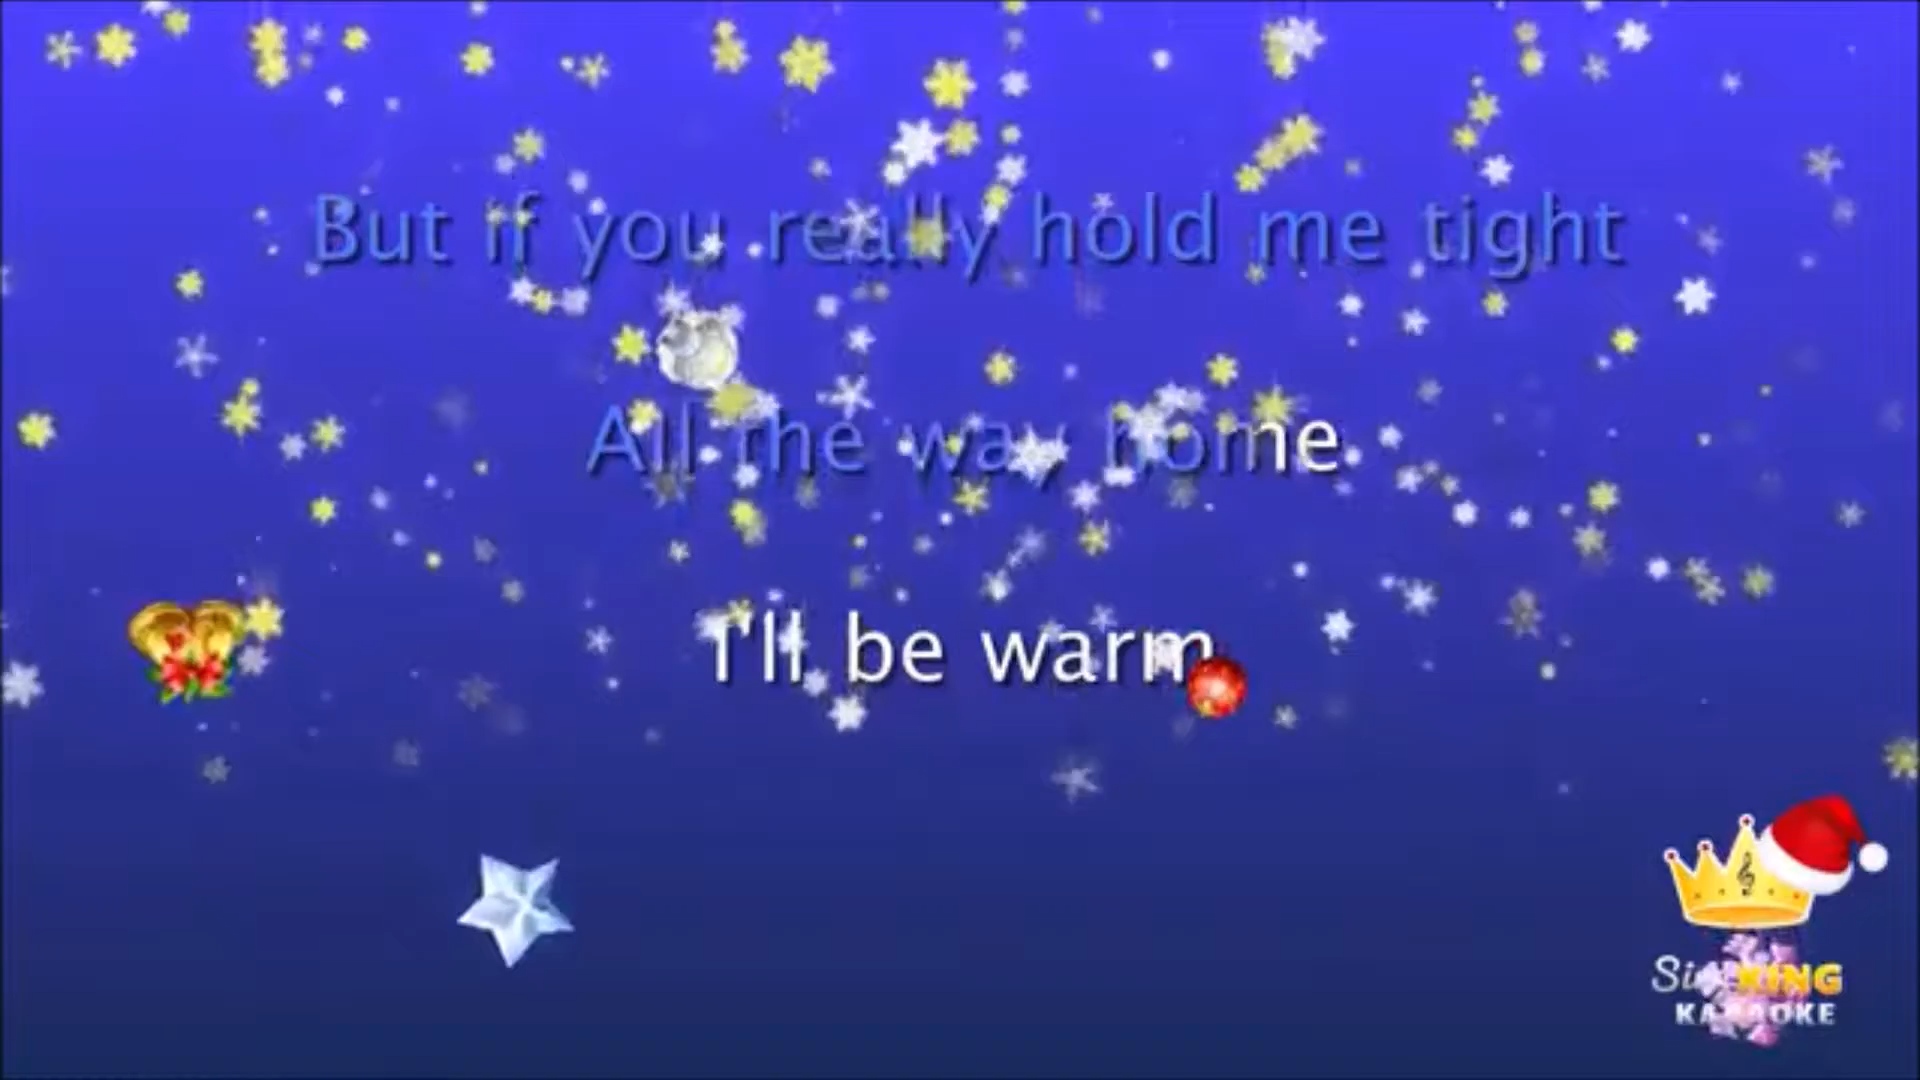 But if you really hold me tight
All the way home
I'll be warm
Sing KING
KARAOKE